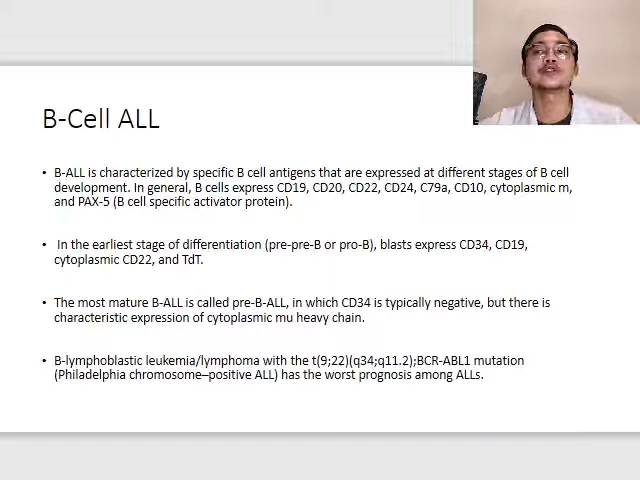 B-Cell ALL
• B-ALL is characterized by specific B cell antigens that are expressed at different stages of B cell
development. In general, B cells express CD19, CD20, CD22, CD24, C79a, CD10, cytoplasmic m,
and PAX-5 (B cell specific activator protein).
• In the earliest stage of differentiation (pre-pre-B or pro-B), blasts express CD34, CD19,
cytoplasmic CD22, and TdT.
• The most mature B-ALL is called pre-B-ALL, in which CD34 is typically negative, but there is
characteristic expression of cytoplasmic mu heavy chain.
• B-lymphoblastic leukemia/lymphoma with the t(9;22)(q34;q11.2);BCR-ABL1 mutation
(Philadelphia chromosome–positive ALL) has the worst prognosis among ALLs.